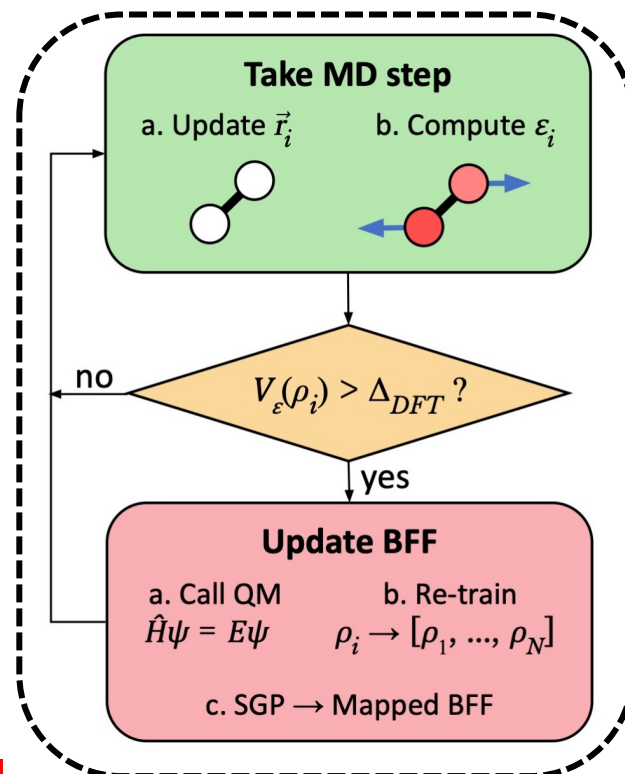 Take MD step
a. Update r⃗ᵢ b. Compute εᵢ
no
V_ε(ρᵢ) > Δ_DFT ?
yes
Update BFF
a. Call QM b. Re-train
Ĥψ = Eψ ρᵢ → [ρ₁, ..., ρ_N]
c. SGP → Mapped BFF